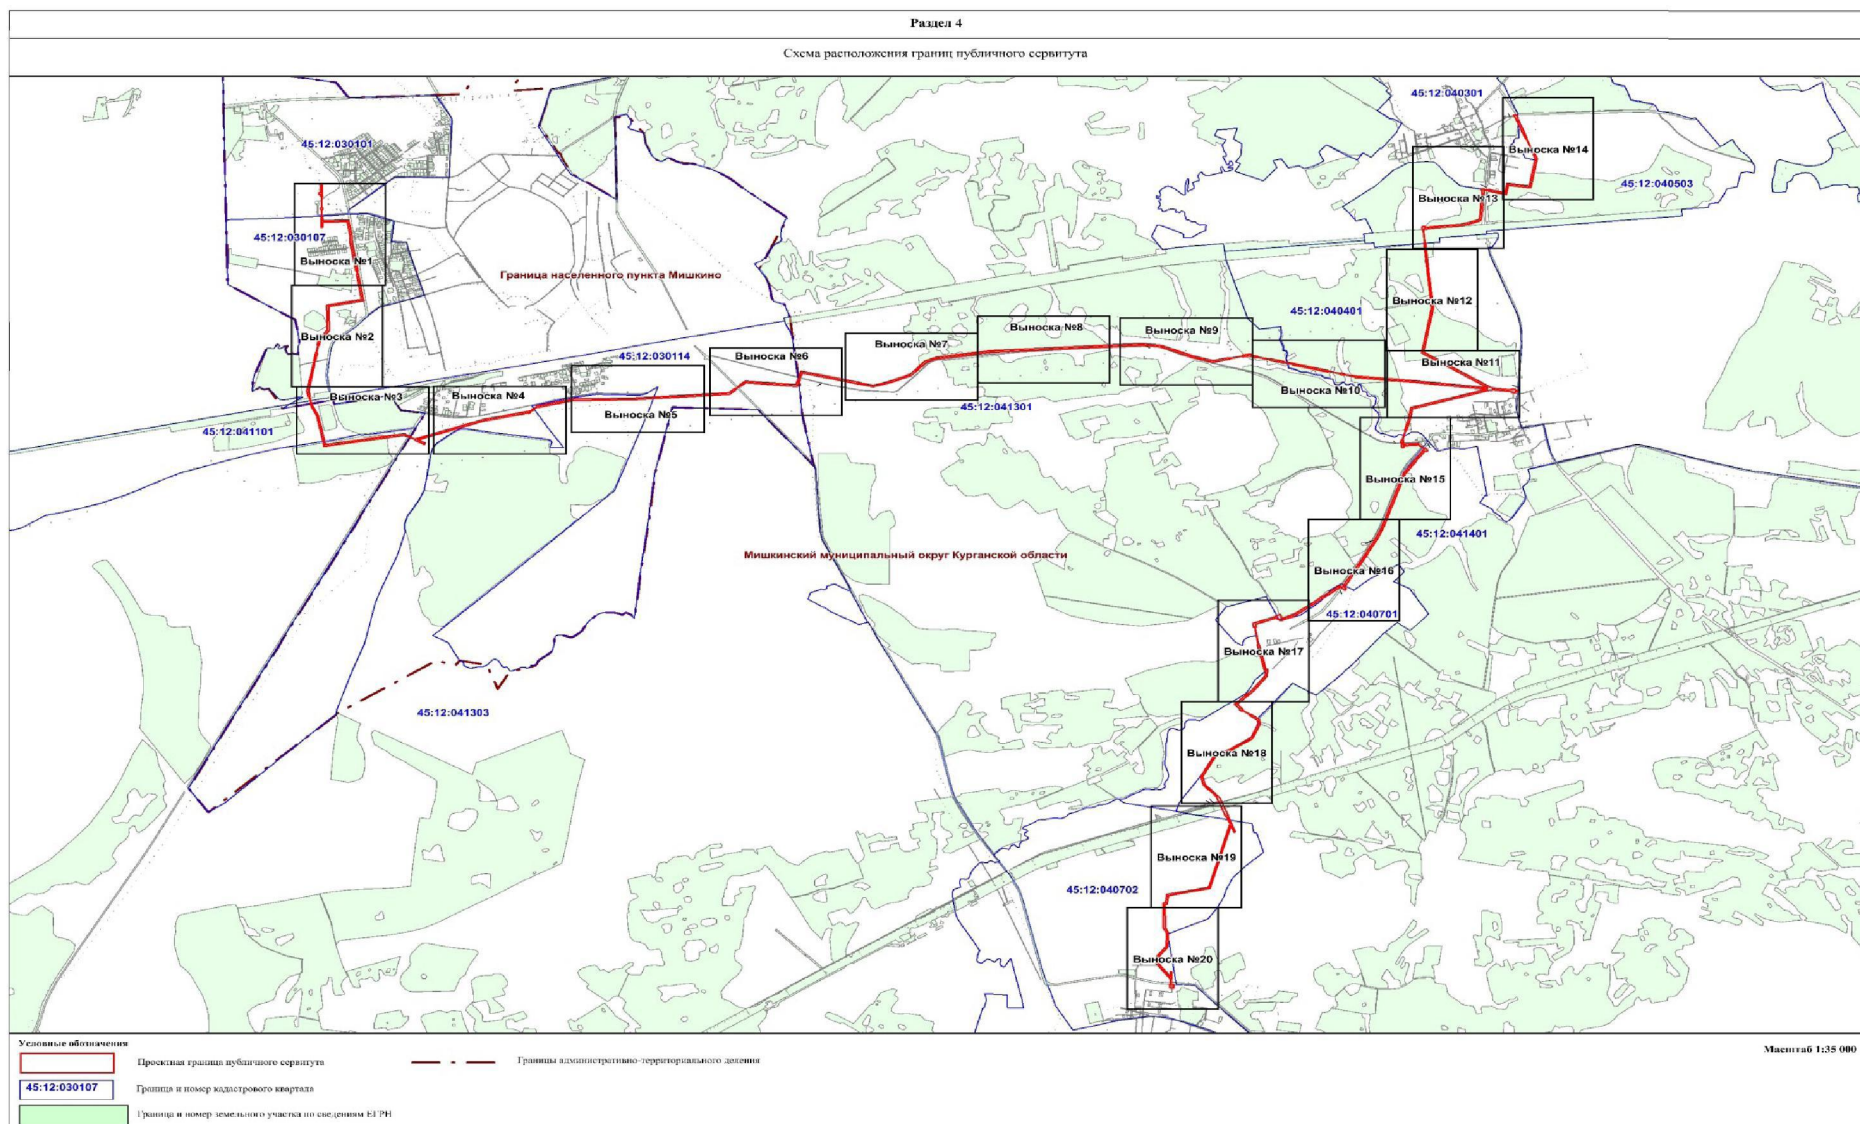 Раздел 4
Схема расположения границ публичного сервитута
45:12:040301
45:12:030101
Выноска №14
45:12:040503
Выноска №13
45:12:030107
Выноска №1
Граница населенного пункта Мишкино
Выноска №12
45:12:040401
Выноска №2
Выноска №8
Выноска №9
Выноска №7
Выноска №6
45:12:030114
Выноска №11
Выноска №10
Выноска №3
Выноска №4
Выноска №5
45:12:041301
45:12:041101
Выноска №15
45:12:041401
Мишкинский муниципальный округ Курганской области
Выноска №16
45:12:040701
Выноска №17
45:12:041303
Выноска №18
Выноска №19
45:12:040702
Выноска №20
Условные обозначения
Масштаб 1:35 000
Проектная граница публичного сервитута
Границы административно-территориального деления
45:12:030107
Граница и номер кадастрового квартала
Граница и номер земельного участка по сведениям ЕГРН